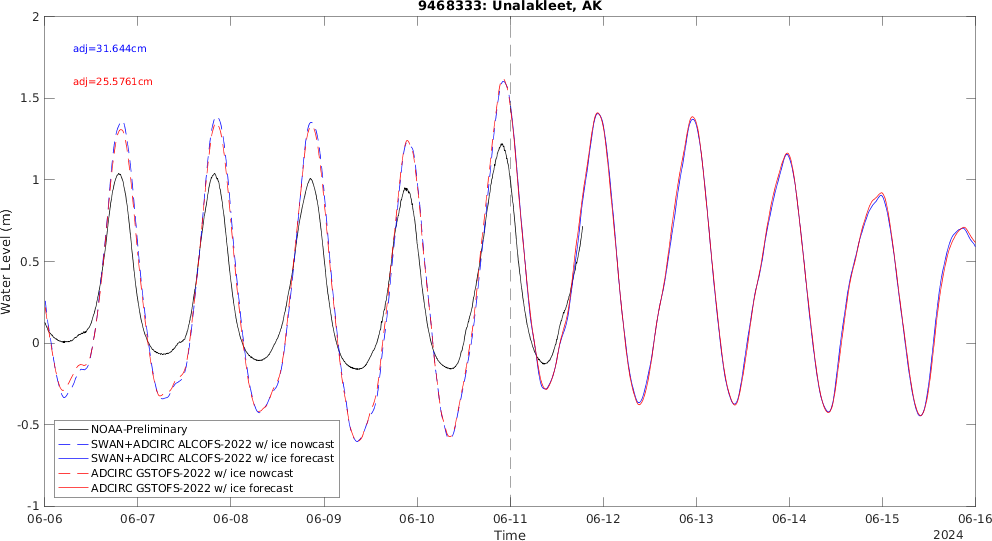 9468333: Unalakleet, AK
adj=31.644cm
adj=25.5761cm
Water Level (m)
2
1.5
1
0.5
0
-0.5
-1
NOAA-Preliminary
SWAN+ADCIRC ALCOFS-2022 w/ ice nowcast
SWAN+ADCIRC ALCOFS-2022 w/ ice forecast
ADCIRC GSTOFS-2022 w/ ice nowcast
ADCIRC GSTOFS-2022 w/ ice forecast
06-06 06-07 06-08 06-09 06-10 06-11 06-12 06-13 06-14 06-15 06-16
Time
2024